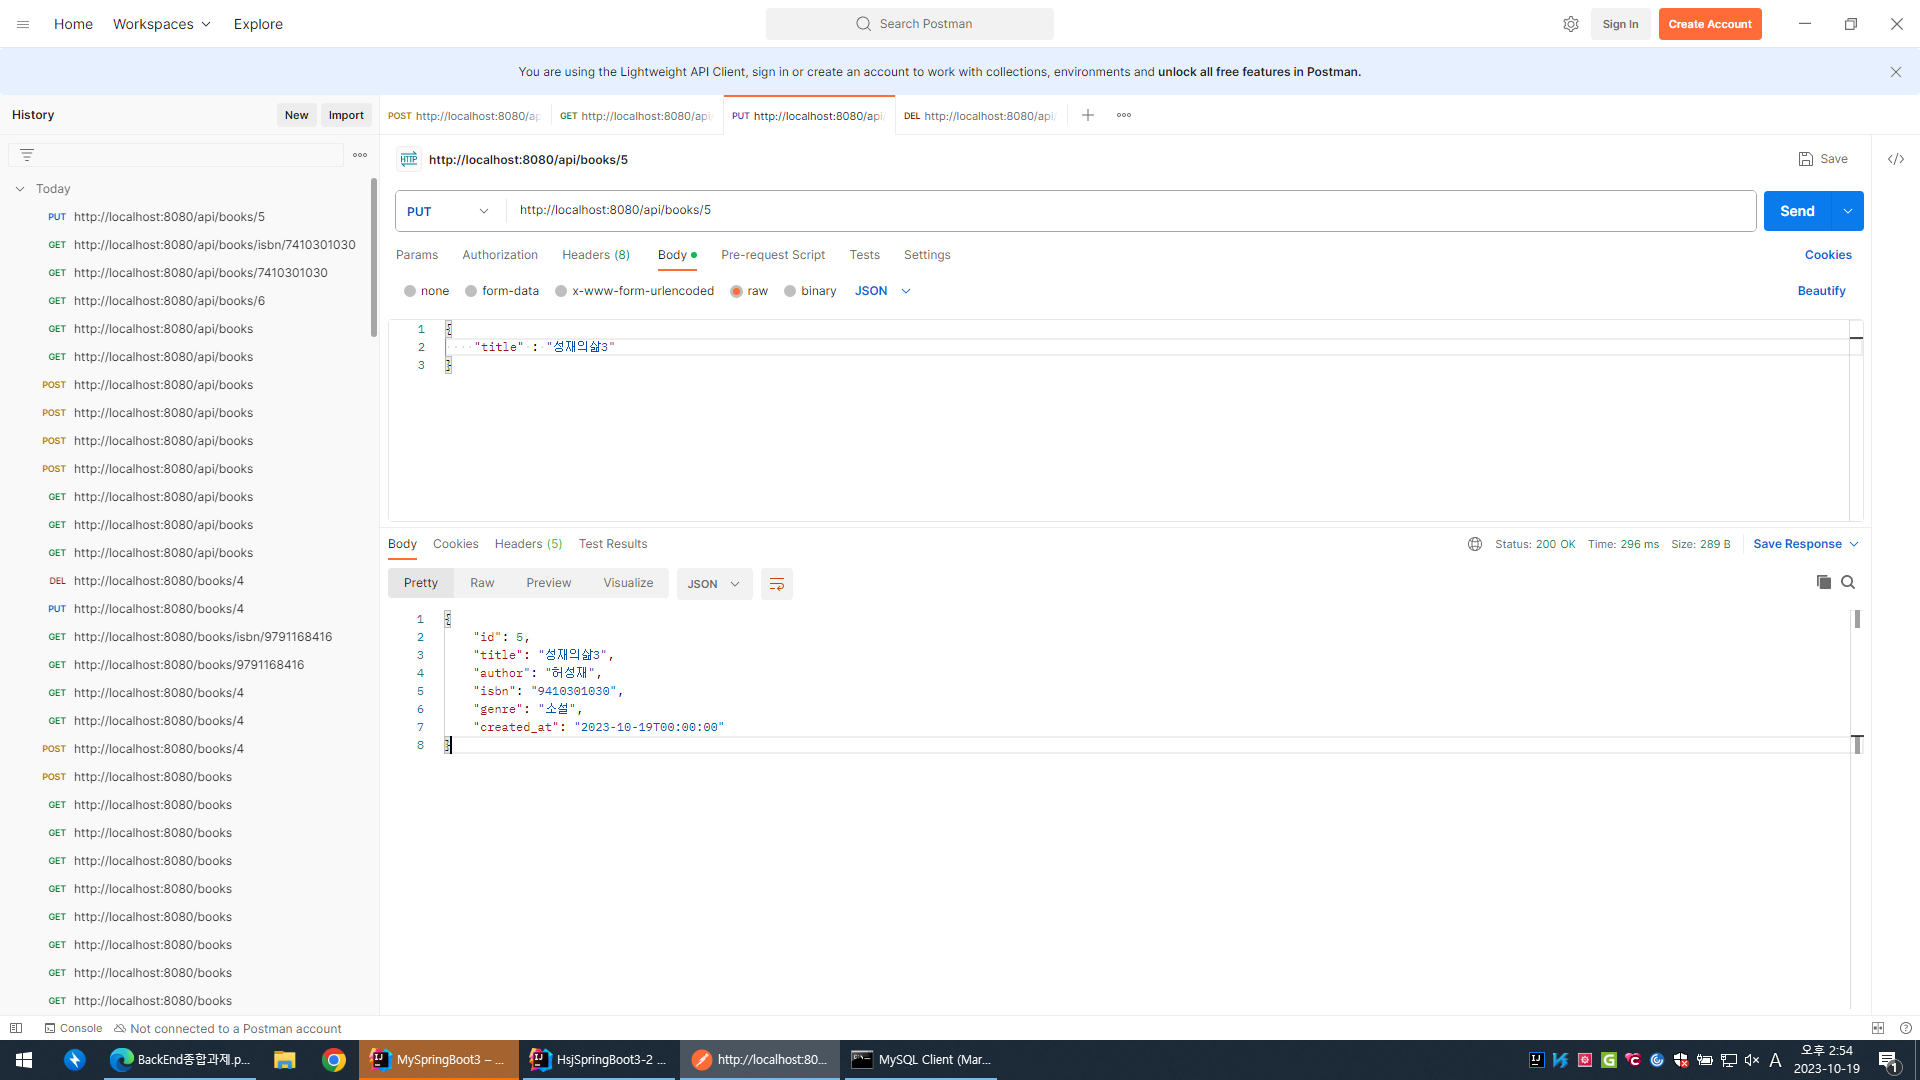 Home Workspaces Explore
Search Postman
Sign In Create Account
You are using the Lightweight API Client, sign in or create an account to work with collections, environments and unlock all free features in Postman.
History New Import
Today
PUT http://localhost:8080/api/books/5
GET http://localhost:8080/api/books/isbn/7410301030
GET http://localhost:8080/api/books/7410301030
GET http://localhost:8080/api/books/6
GET http://localhost:8080/api/books
GET http://localhost:8080/api/books
POST http://localhost:8080/api/books
POST http://localhost:8080/api/books
POST http://localhost:8080/api/books
POST http://localhost:8080/api/books
GET http://localhost:8080/api/books
GET http://localhost:8080/api/books
GET http://localhost:8080/api/books
DEL http://localhost:8080/books/4
PUT http://localhost:8080/books/4
GET http://localhost:8080/books/isbn/9791168416
GET http://localhost:8080/books/9791168416
GET http://localhost:8080/books/4
GET http://localhost:8080/books/4
POST http://localhost:8080/books/4
POST http://localhost:8080/books
GET http://localhost:8080/books
GET http://localhost:8080/books
GET http://localhost:8080/books
GET http://localhost:8080/books
GET http://localhost:8080/books
GET http://localhost:8080/books
GET http://localhost:8080/books
GET http://localhost:8080/books
POST http://localhost:8080/ap GET http://localhost:8080/api PUT http://localhost:8080/api DEL http://localhost:8080/api/
HTTP http://localhost:8080/api/books/5 Save
PUT http://localhost:8080/api/books/5 Send
Params Authorization Headers (8) Body Pre-request Script Tests Settings Cookies
none form-data x-www-form-urlencoded raw binary JSON Beautify
1 {
2 "title" : "성재의삶3"
3 }
Body Cookies Headers (5) Test Results Status: 200 OK Time: 296 ms Size: 289 B Save Response
Pretty Raw Preview Visualize JSON
1 {
2 "id": 5,
3 "title": "성재의삶3",
4 "author": "허성재",
5 "isbn": "9410301030",
6 "genre": "소설",
7 "created_at": "2023-10-19T00:00:00"
8 }
Console Not connected to a Postman account
BackEnd종합과제.p... MySpringBoot3 – ... HsjSpringBoot3-2 ... http://localhost:80... MySQL Client (Mar...
A 오후 2:54
2023-10-19
1